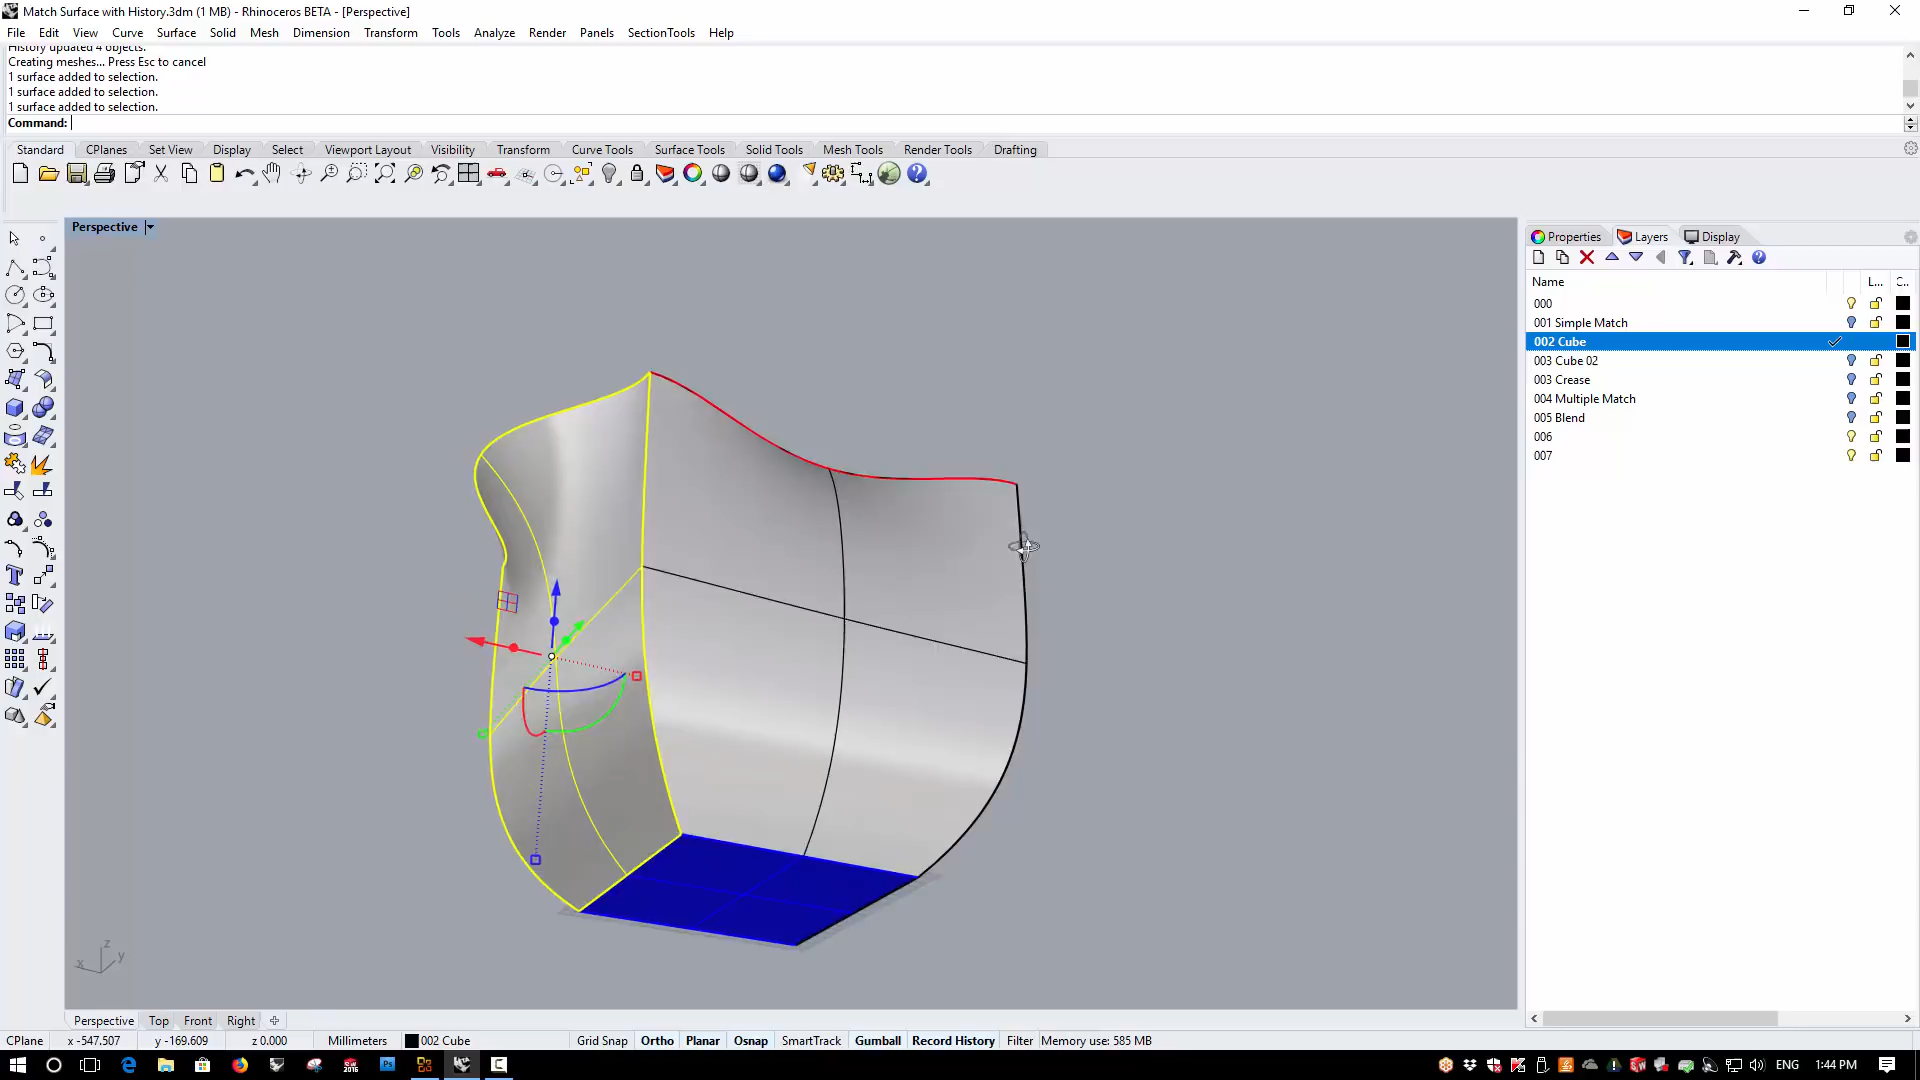 Match Surface with History.3dm (1 MB) - Rhinoceros BETA - [Perspective]
File Edit View Curve Surface Solid Mesh Dimension Transform Tools Analyze Render Panels SectionTools Help
History updated 4 objects.
Creating meshes... Press Esc to cancel
1 surface added to selection.
1 surface added to selection.
1 surface added to selection.
Command:
Standard CPlanes Set View Display Select Viewport Layout Visibility Transform Curve Tools Surface Tools Solid Tools Mesh Tools Render Tools Drafting
Perspective
Properties Layers Display
Name L... C..
000
001 Simple Match
002 Cube
003 Cube 02
003 Crease
004 Multiple Match
005 Blend
006
007
z
x y
Perspective Top Front Right
CPlane x -547.507 y -169.609 z 0.000 Millimeters 002 Cube Grid Snap Ortho Planar Osnap SmartTrack Gumball Record History Filter Memory use: 585 MB
ENG 1:44 PM